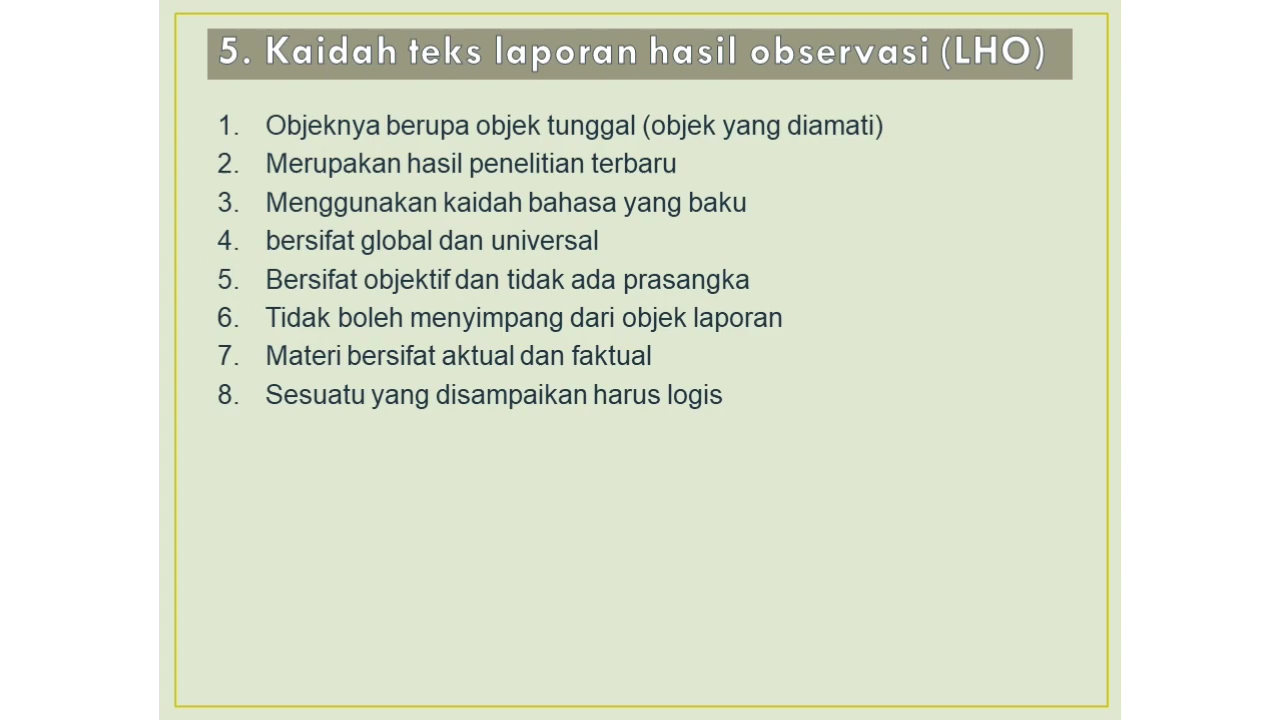 5. Kaidah teks laporan hasil observasi (LHO)
1. Objeknya berupa objek tunggal (objek yang diamati)
2. Merupakan hasil penelitian terbaru
3. Menggunakan kaidah bahasa yang baku
4. bersifat global dan universal
5. Bersifat objektif dan tidak ada prasangka
6. Tidak boleh menyimpang dari objek laporan
7. Materi bersifat aktual dan faktual
8. Sesuatu yang disampaikan harus logis